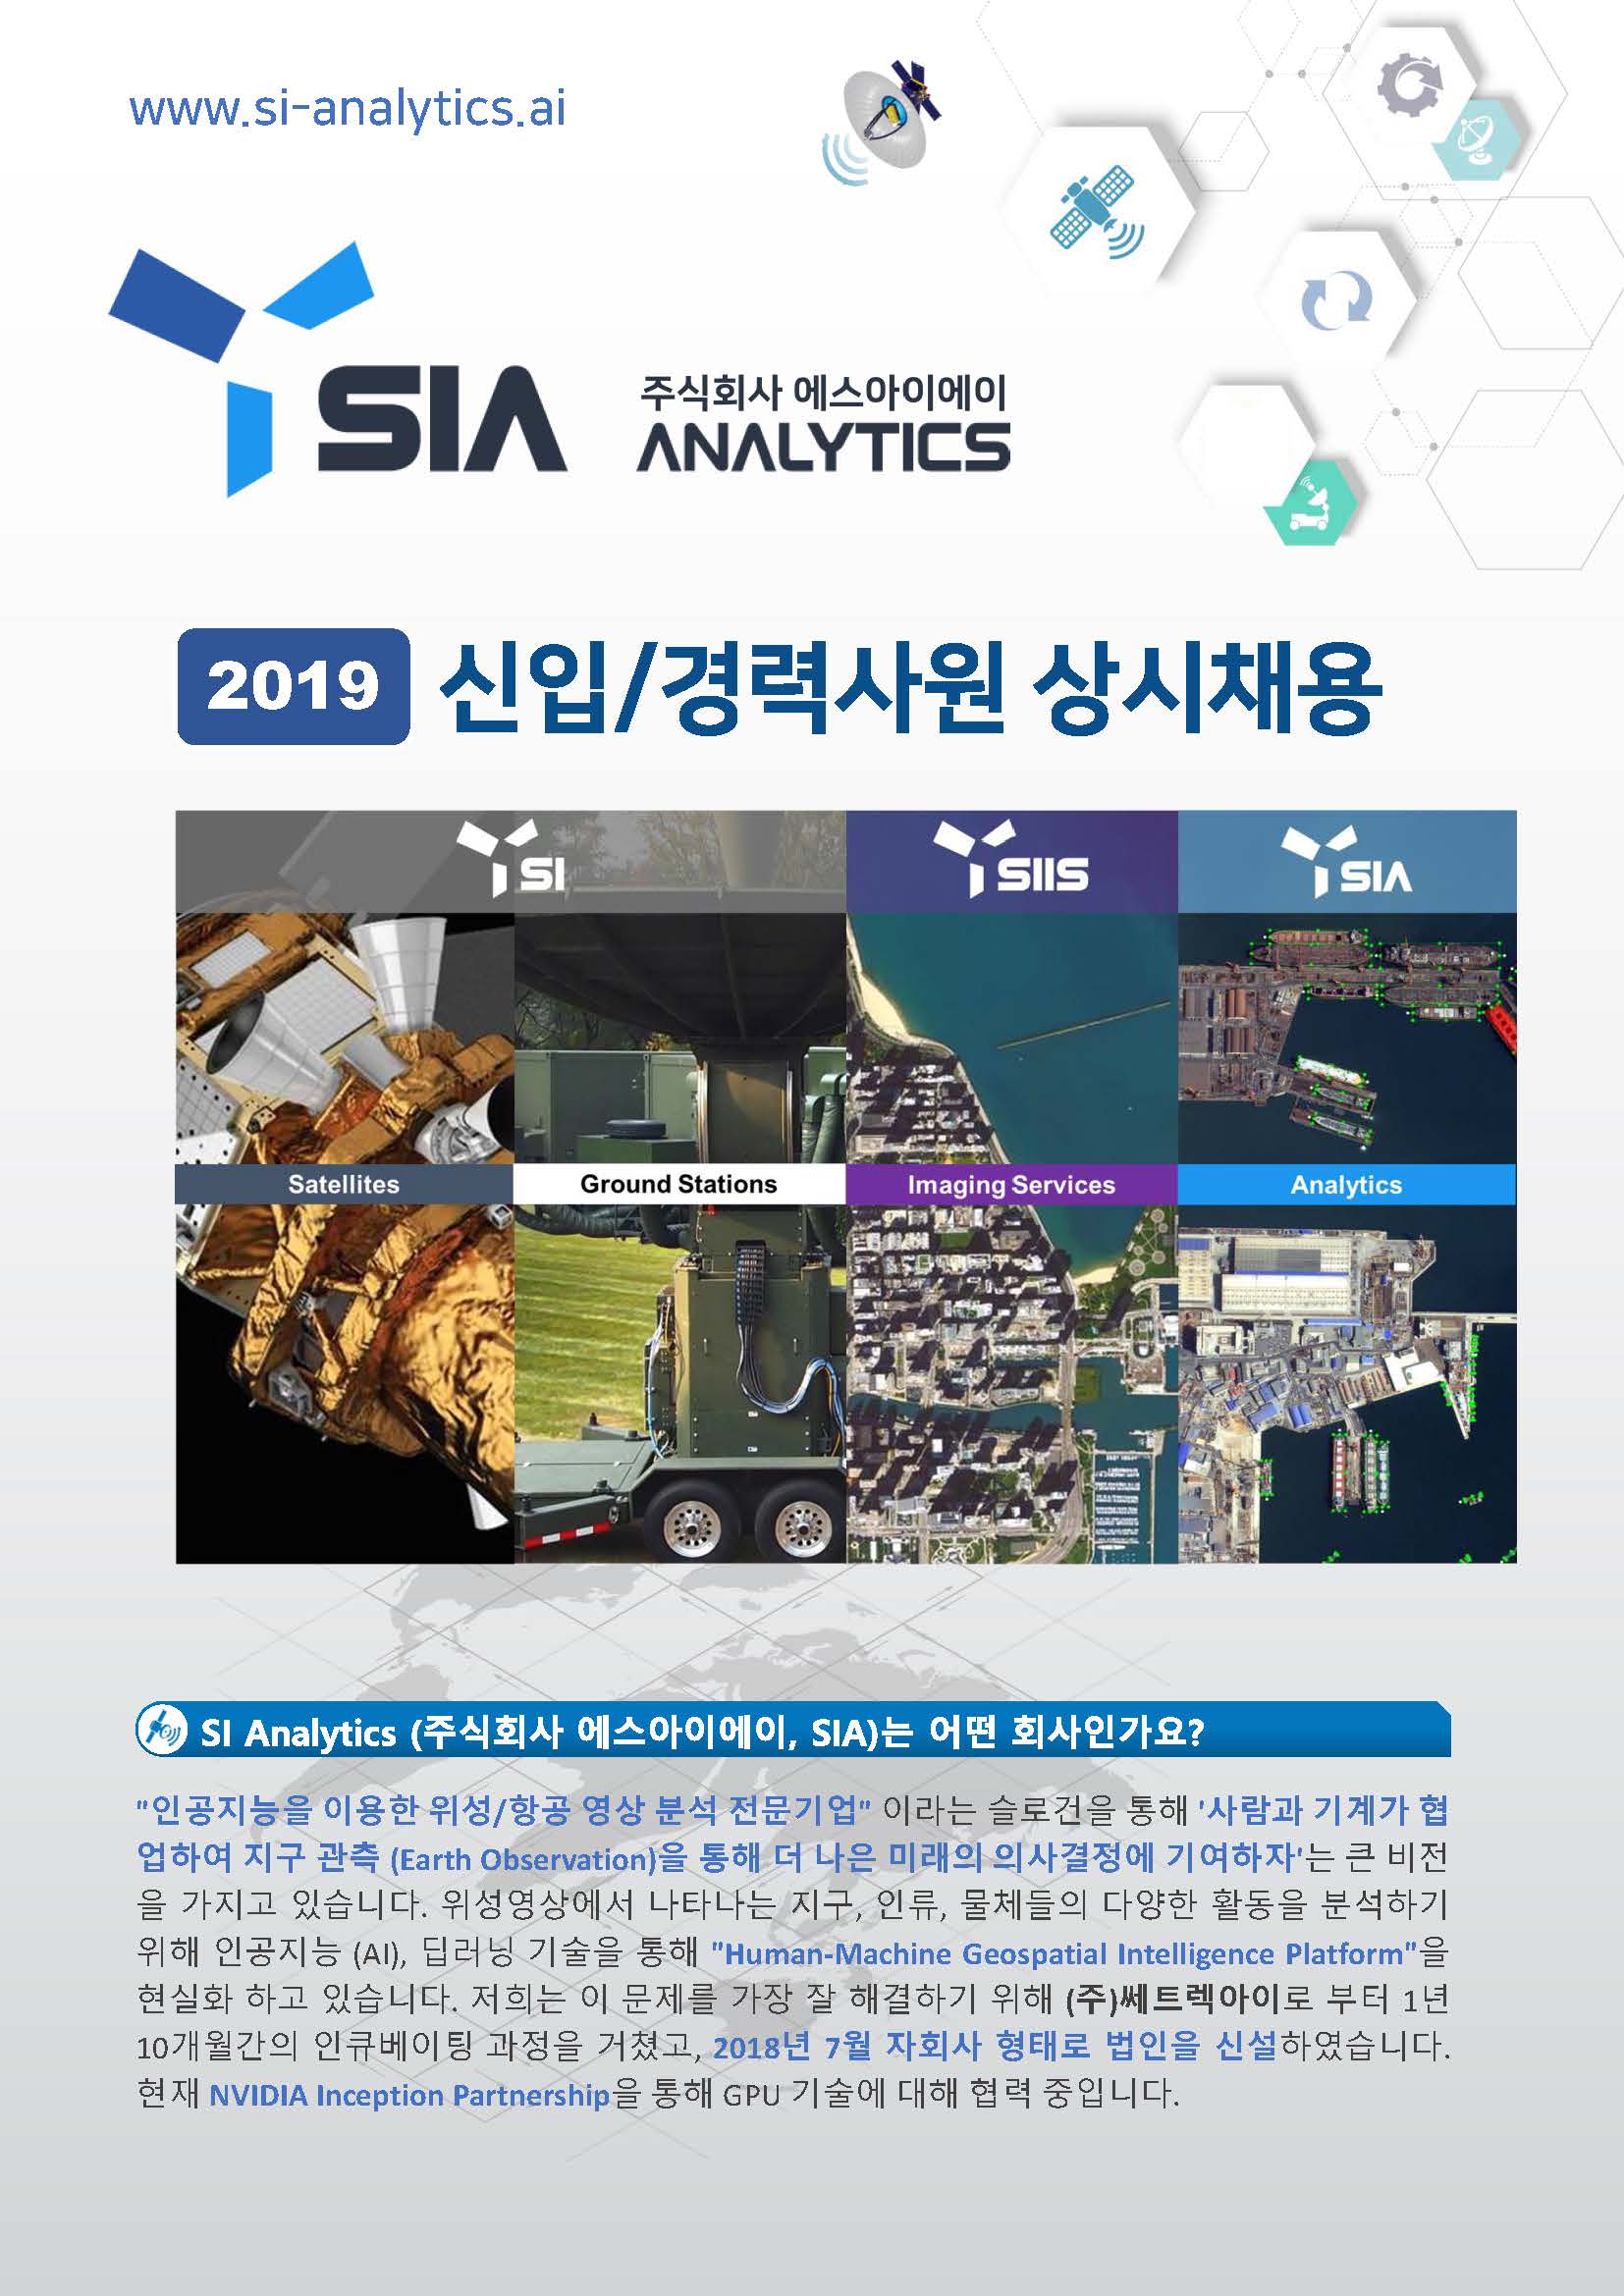 www.si-analytics.ai
SIA
주식회사 에스아이에이
ANALYTICS
2019 신입/경력사원 상시채용
SI
SIIS
SIA
Satellites
Ground Stations
Imaging Services
Analytics
SI Analytics (주식회사 에스아이에이, SIA)는 어떤 회사인가요?
"인공지능을 이용한 위성/항공 영상 분석 전문기업" 이라는 슬로건을 통해 '사람과 기계가 협
업하여 지구 관측 (Earth Observation)을 통해 더 나은 미래의 의사결정에 기여하자'는 큰 비전
을 가지고 있습니다. 위성영상에서 나타나는 지구, 인류, 물체들의 다양한 활동을 분석하기
위해 인공지능 (AI), 딥러닝 기술을 통해 "Human-Machine Geospatial Intelligence Platform"을
현실화 하고 있습니다. 저희는 이 문제를 가장 잘 해결하기 위해 (주)쎄트렉아이로 부터 1년
10개월간의 인큐베이팅 과정을 거쳤고, 2018년 7월 자회사 형태로 법인을 신설하였습니다.
현재 NVIDIA Inception Partnership을 통해 GPU 기술에 대해 협력 중입니다.